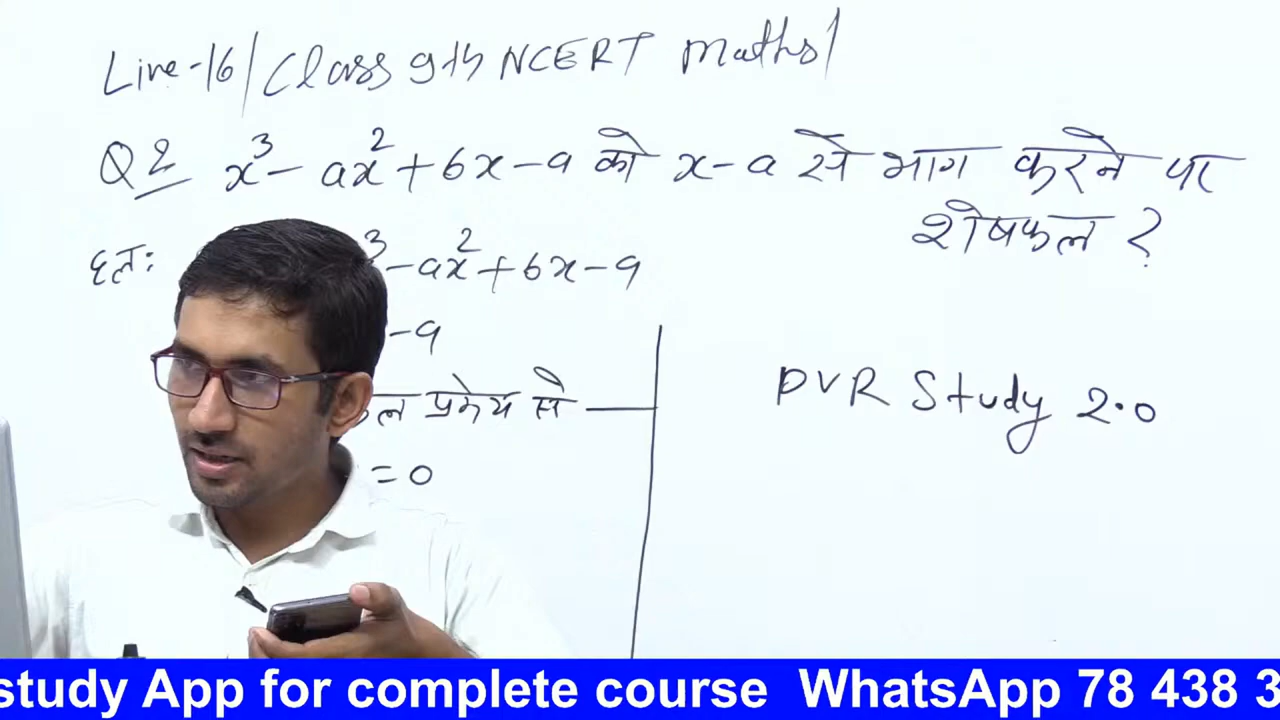 Live-16/Class 9th NCERT Maths/
Q2 x³-ax²+6x-a को x-a से भाग करने पर
शेषफल ?
हल:
³-ax²+6x-a
-a
प्रमेय से
=0
PVR Study 2.0
study App for complete course WhatsApp 78 438 3